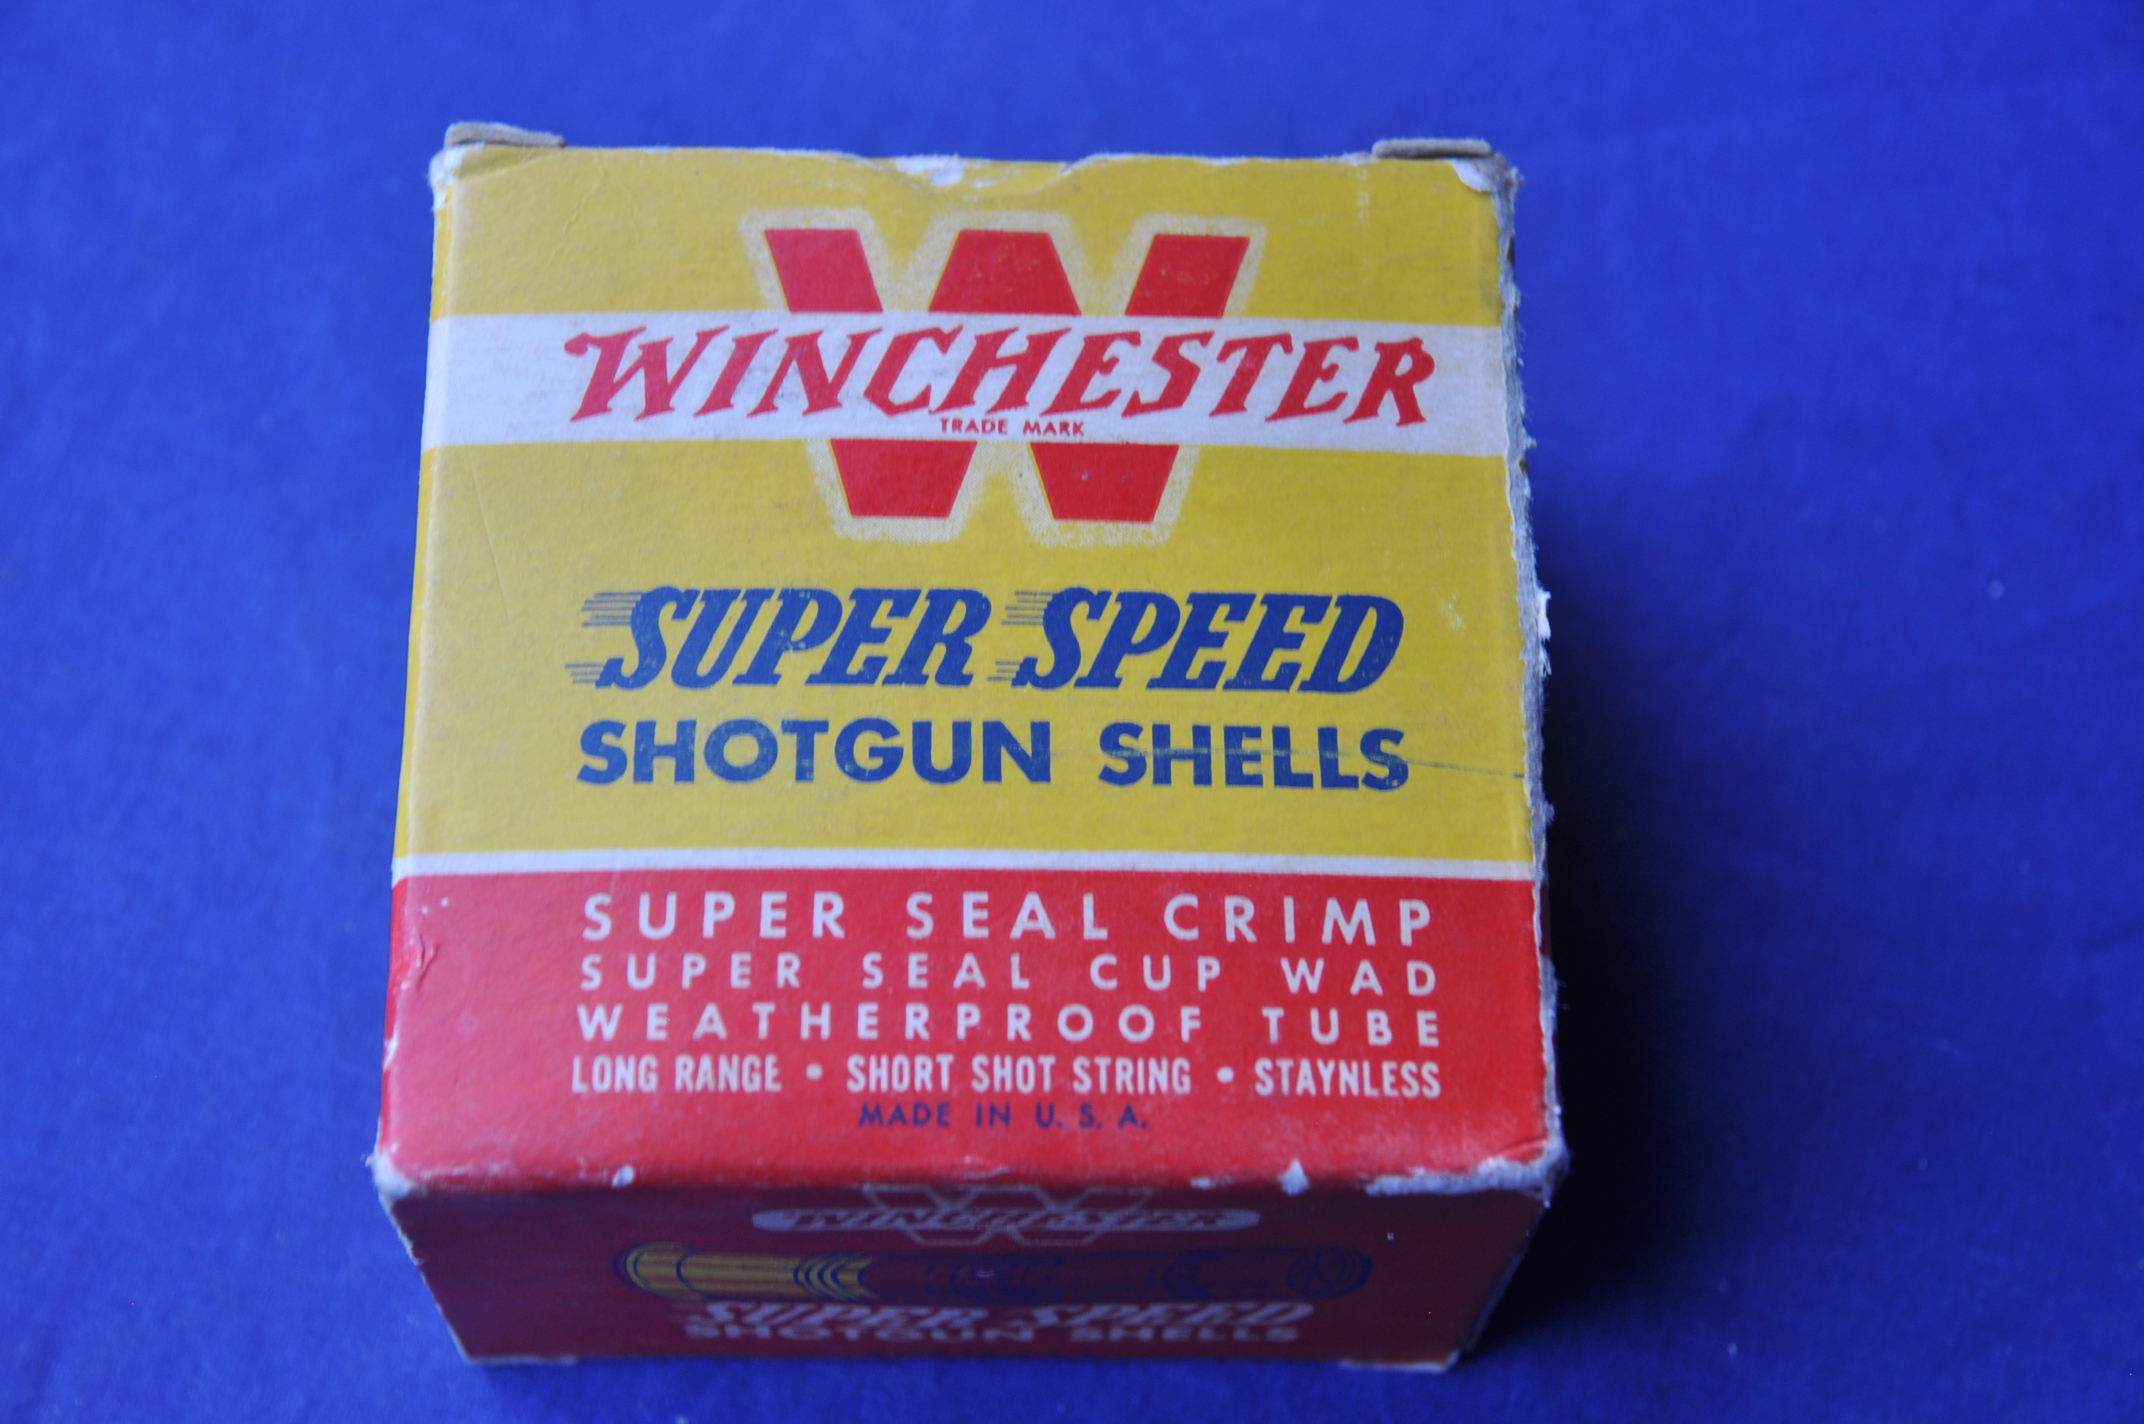 W
WINCHESTER
TRADE MARK
SUPER SPEED
SHOTGUN SHELLS
SUPER SEAL CRIMP
SUPER SEAL CUP WAD
WEATHERPROOF TUBE
LONG RANGE • SHORT SHOT STRING • STAYNLESS
MADE IN U. S. A.
W
WINCHESTER
SUPER SPEED
SHOTGUN SHELLS